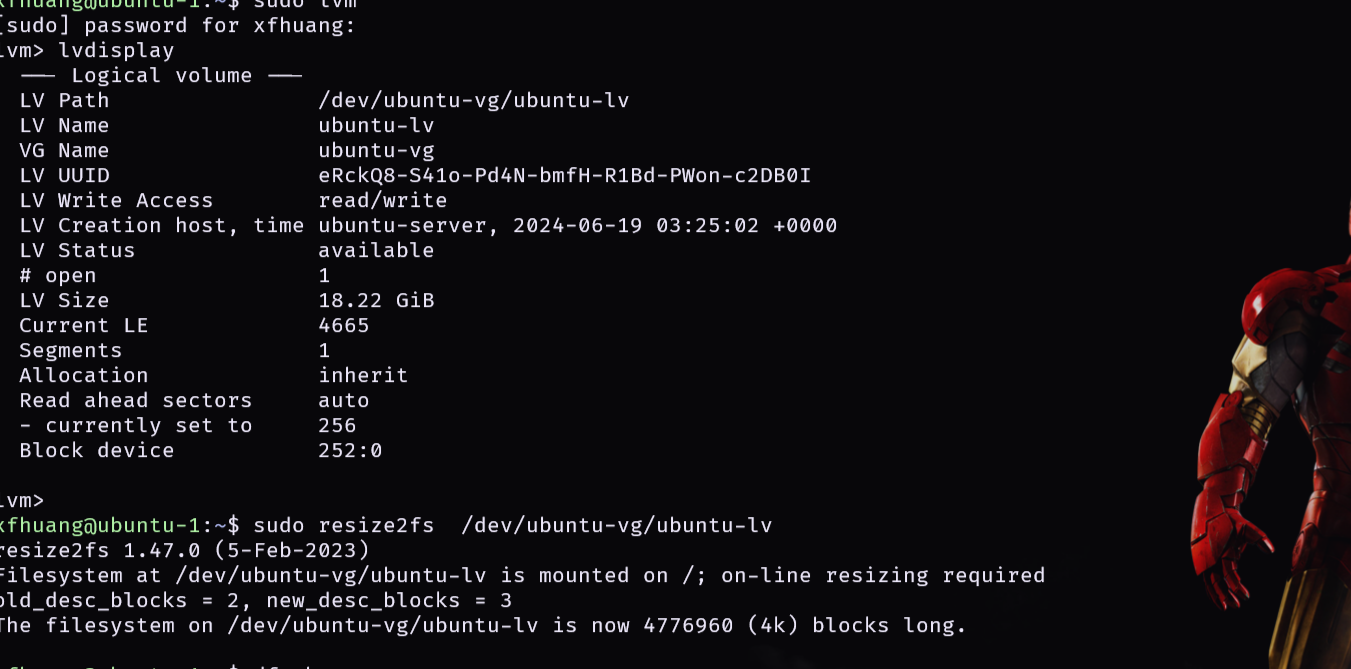 xfhuang@ubuntu-1:~$ sudo lvm
[sudo] password for xfhuang:
lvm> lvdisplay
--- Logical volume ---
LV Path                /dev/ubuntu-vg/ubuntu-lv
LV Name                ubuntu-lv
VG Name                ubuntu-vg
LV UUID                eRckQ8-S41o-Pd4N-bmfH-R1Bd-PWon-c2DB0I
LV Write Access        read/write
LV Creation host, time ubuntu-server, 2024-06-19 03:25:02 +0000
LV Status              available
# open                 1
LV Size                18.22 GiB
Current LE             4665
Segments               1
Allocation             inherit
Read ahead sectors     auto
- currently set to     256
Block device           252:0
lvm>
xfhuang@ubuntu-1:~$ sudo resize2fs  /dev/ubuntu-vg/ubuntu-lv
resize2fs 1.47.0 (5-Feb-2023)
Filesystem at /dev/ubuntu-vg/ubuntu-lv is mounted on /; on-line resizing required
old_desc_blocks = 2, new_desc_blocks = 3
The filesystem on /dev/ubuntu-vg/ubuntu-lv is now 4776960 (4k) blocks long.